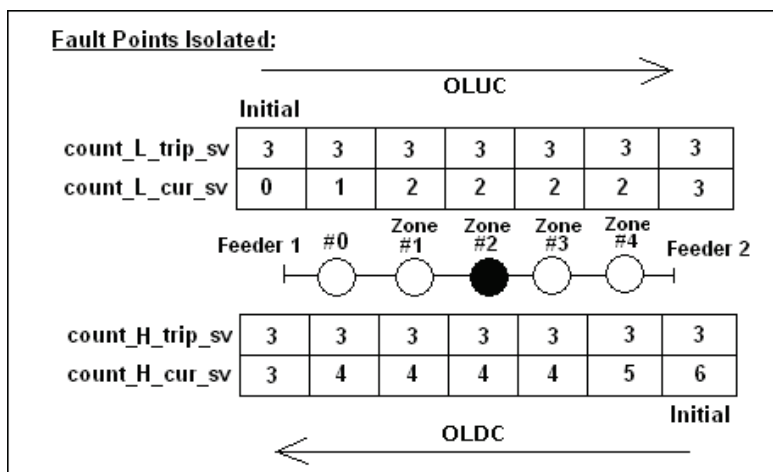 Fault Points Isolated:
OLUC
Initial
count_L_trip_sv 3 3 3 3 3 3 3
count_L_cur_sv 0 1 2 2 2 2 3
Feeder 1 #0 Zone #1 Zone #2 Zone #3 Zone #4 Feeder 2
count_H_trip_sv 3 3 3 3 3 3 3
count_H_cur_sv 3 4 4 4 4 5 6
Initial
OLDC